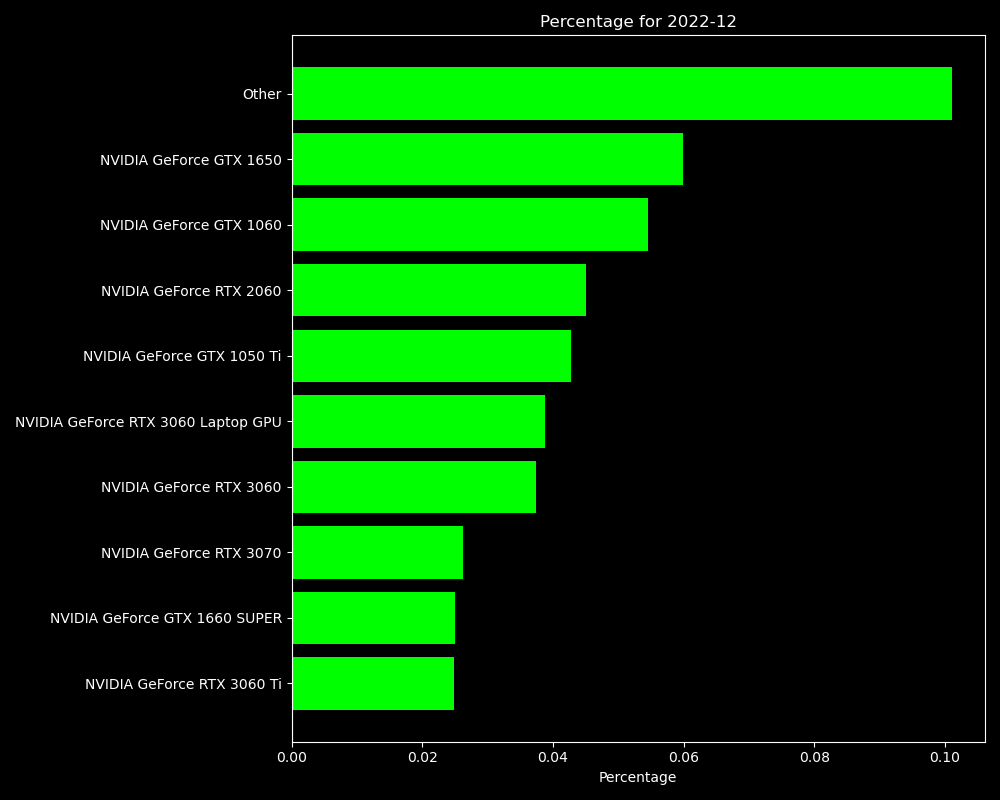 Percentage for 2022-12
Other
NVIDIA GeForce GTX 1650
NVIDIA GeForce GTX 1060
NVIDIA GeForce RTX 2060
NVIDIA GeForce GTX 1050 Ti
NVIDIA GeForce RTX 3060 Laptop GPU
NVIDIA GeForce RTX 3060
NVIDIA GeForce RTX 3070
NVIDIA GeForce GTX 1660 SUPER
NVIDIA GeForce RTX 3060 Ti
0.00 0.02 0.04 0.06 0.08 0.10
Percentage